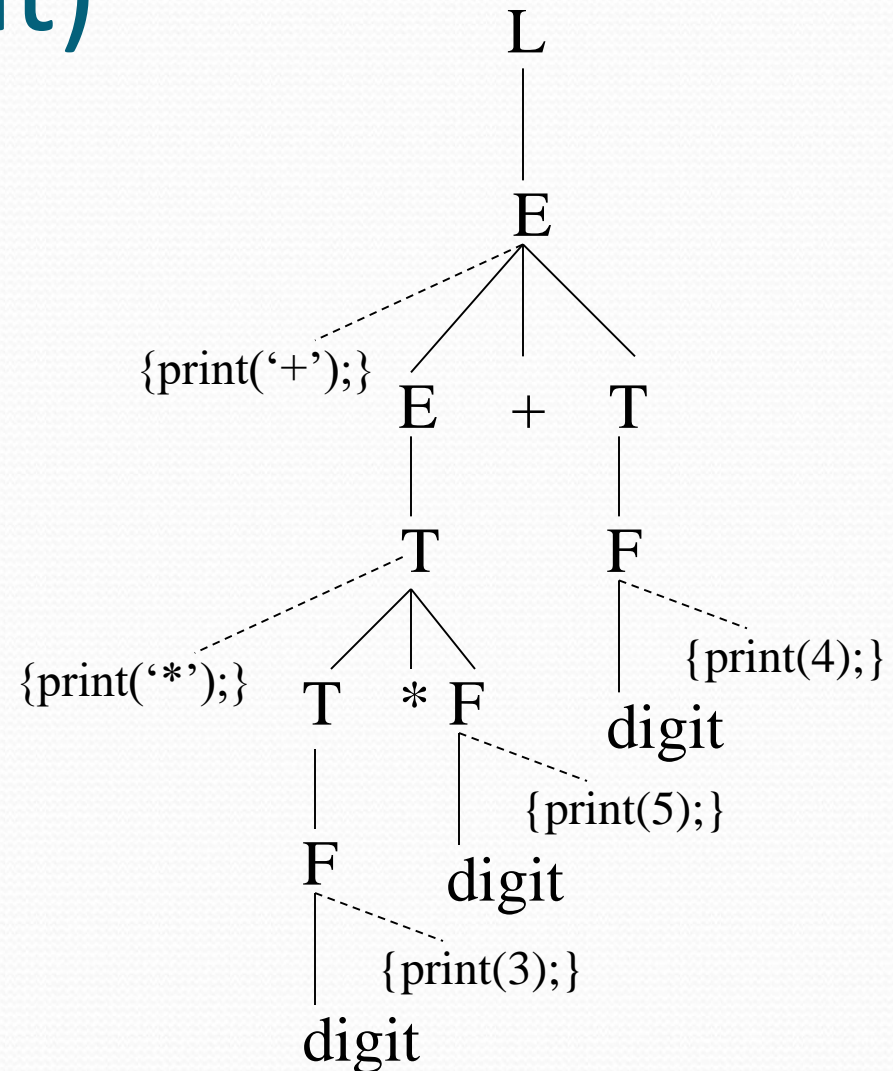 it)
L
E
{print(‘+’);}
E + T
T F
{print(‘*’);} T * F {print(4);}
digit
{print(5);}
F digit
{print(3);}
digit